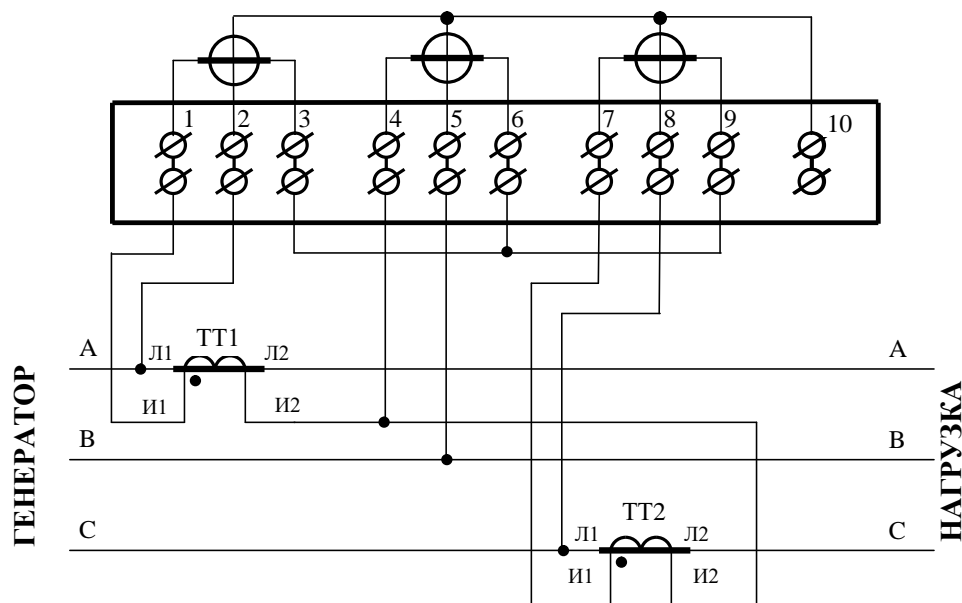 1 2 3 4 5 6 7 8 9 10
ТТ1
А Л1 Л2 А
И1 И2
В В
ТТ2
С Л1 Л2 С
И1 И2
ГЕНЕРАТОР
НАГРУЗКА